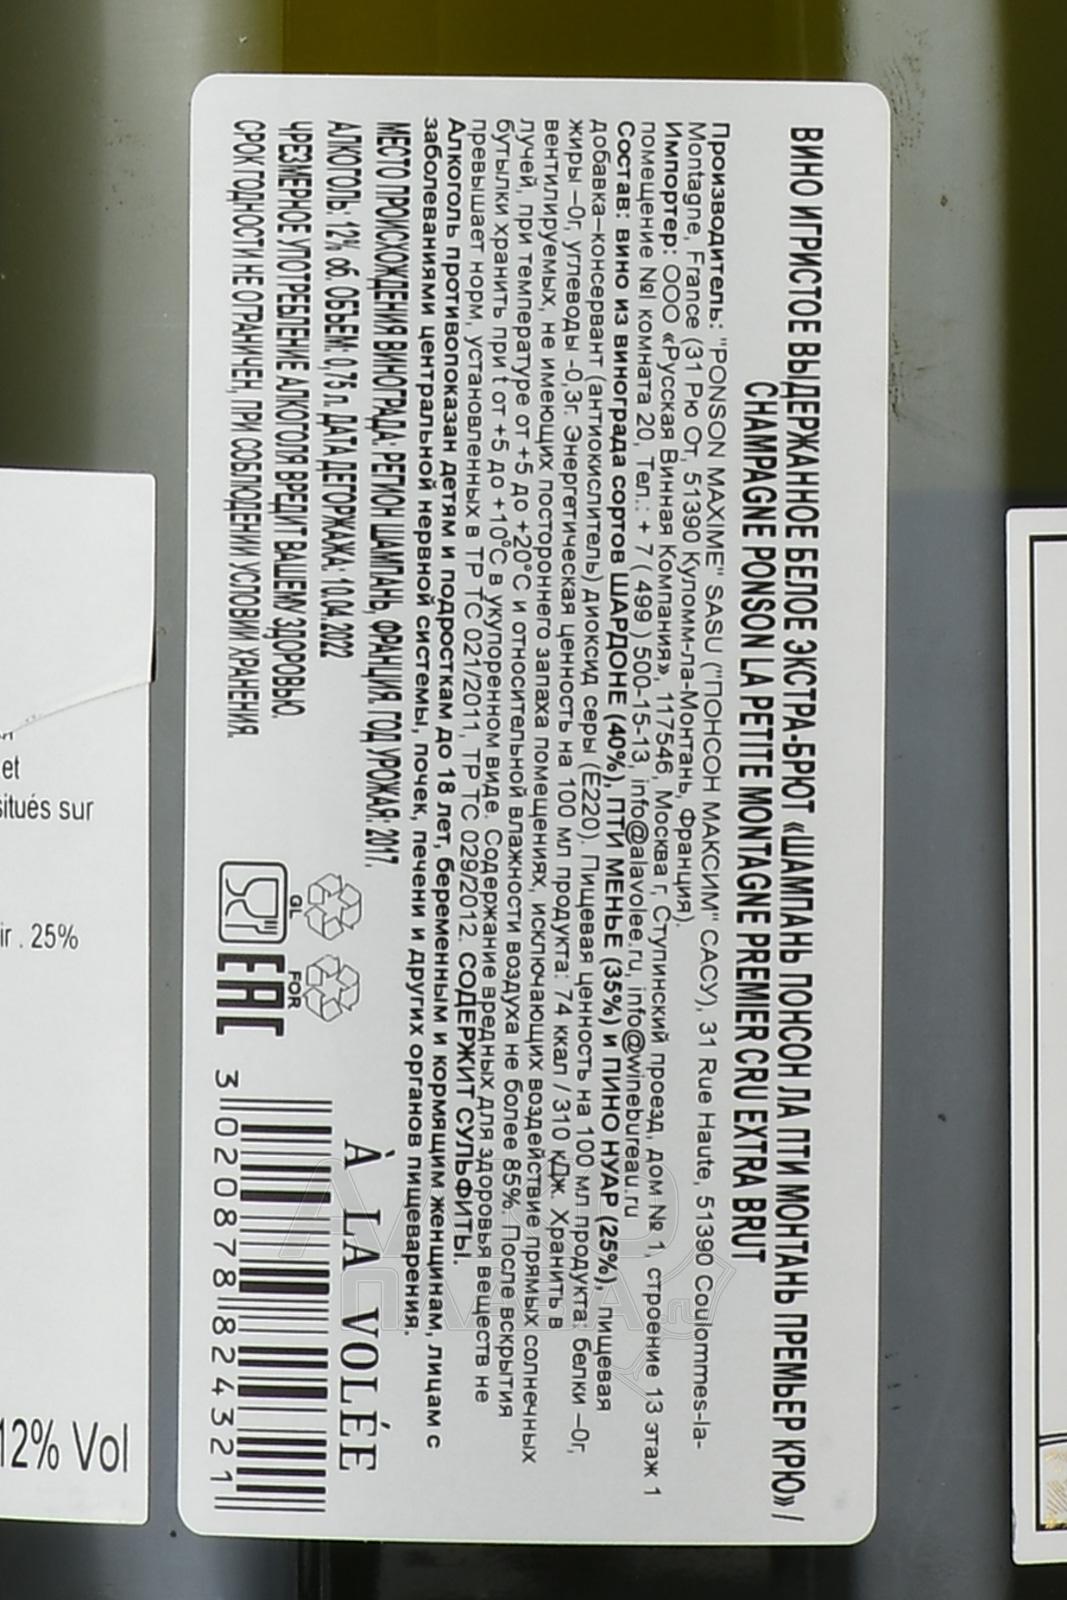 ВИНО ИГРИСТОЕ ВЫДЕРЖАННОЕ БЕЛОЕ ЭКСТРА-БРЮТ «ШАМПАНЬ ПОНСОН ЛА ПТИ МОНТАНЬ ПРЕМЬЕР КРЮ» /
CHAMPAGNE PONSON LA PETITE MONTAGNE PREMIER CRU EXTRA BRUT
Производитель: "PONSON MAXIME" SASU ("ПОНСОН МАКСИМ" САСУ), 31 Rue Haute, 51390 Coulommes-la-
Montagne, France (31 Рю От, 51390 Куломм-ла-Монтань, Франция).
Импортер: ООО «Русская Винная Компания», 117546, Москва г, Ступинский проезд, дом № 1, строение 13 этаж 1
помещение №I комната 20, Тел.: + 7 ( 499 ) 500-15-13, info@alavolee.ru, info@winebureau.ru
Состав: вино из винограда сортов ШАРДОНЕ (40%), ПТИ МЕНЬЕ (35%) и ПИНО НУАР (25%), пищевая
добавка–консервант (антиокислитель) диоксид серы (Е220). Пищевая ценность на 100 мл продукта: белки –0г,
жиры –0г, углеводы -0,3г. Энергетическая ценность на 100 мл продукта: 74 ккал / 310 кДж. Хранить в
вентилируемых, не имеющих постороннего запаха помещениях, исключающих воздействие прямых солнечных
лучей, при температуре от +5 до +20°С и относительной влажности воздуха не более 85%. После вскрытия
бутылки хранить при t от +5 до +10°С в укупоренном виде. Содержание вредных для здоровья веществ не
превышает норм, установленных в ТР ТС 021/2011, ТР ТС 029/2012. СОДЕРЖИТ СУЛЬФИТЫ.
Алкоголь противопоказан детям и подросткам до 18 лет, беременным и кормящим женщинам, лицам с
заболеваниями центральной нервной системы, почек, печени и других органов пищеварения.
МЕСТО ПРОИСХОЖДЕНИЯ ВИНОГРАДА: РЕГИОН ШАМПАНЬ, ФРАНЦИЯ. ГОД УРОЖАЯ: 2017.
АЛКОГОЛЬ: 12% об. ОБЪЕМ: 0,75 л. ДАТА ДЕГОРЖАЖА: 10.04.2022
ЧРЕЗМЕРНОЕ УПОТРЕБЛЕНИЕ АЛКОГОЛЯ ВРЕДИТ ВАШЕМУ ЗДОРОВЬЮ.
СРОК ГОДНОСТИ НЕ ОГРАНИЧЕН, ПРИ СОБЛЮДЕНИИ УСЛОВИЙ ХРАНЕНИЯ.
GL
FOR
EAC
À LA VOLÉE
3 020878 824321
et
situés sur
ir . 25%
12% Vol